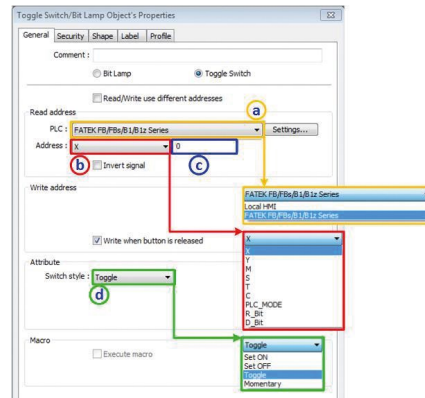 Toggle Switch/Bit Lamp Object's Properties
General Security Shape Label Profile
Comment :
Bit Lamp Toggle Switch
Read/Write use different addresses
a
Read address
PLC : FATEK FB/FBs/B1/B1z Series Settings...
Address : X 0
b Invert signal c
Write address
FATEK FB/FBs/B1/B1z Series
Local HMI
FATEK FB/FBs/B1/B1z Series
Write when button is released
X
X
Y
M
S
T
C
PLC_MODE
R_Bit
D_Bit
Attribute
Switch style : Toggle
d
Macro
Execute macro
Toggle
Set ON
Set OFF
Toggle
Momentary